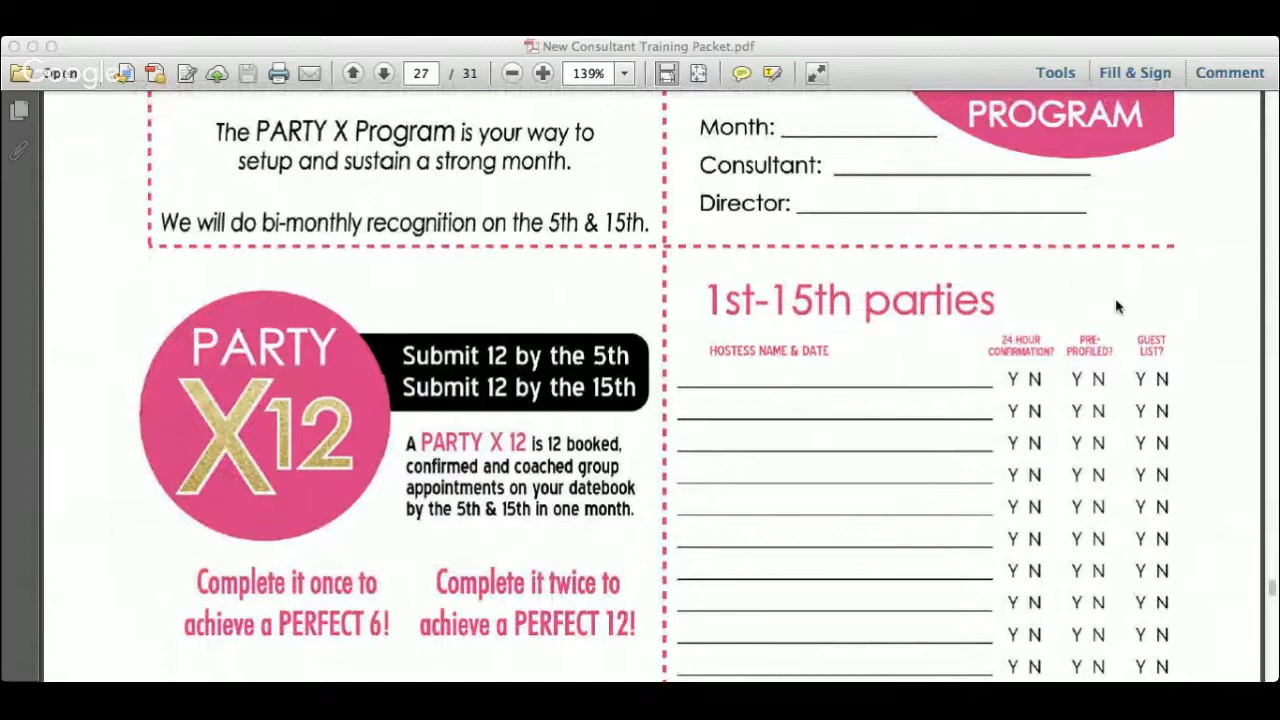 New Consultant Training Packet.pdf
Open
Google
27 / 31
139%
Tools
Fill & Sign
Comment
The PARTY X Program is your way to
setup and sustain a strong month.
We will do bi-monthly recognition on the 5th & 15th.
PROGRAM
Month:
Consultant:
Director:
PARTY
X12
Submit 12 by the 5th
Submit 12 by the 15th
A PARTY X 12 is 12 booked,
confirmed and coached group
appointments on your datebook
by the 5th & 15th in one month.
Complete it once to
achieve a PERFECT 6!
Complete it twice to
achieve a PERFECT 12!
1st-15th parties
HOSTESS NAME & DATE
24 HOUR
CONFIRMATION?
PRE-
PROFILED?
GUEST
LIST?
Y N Y N Y N
Y N Y N Y N
Y N Y N Y N
Y N Y N Y N
Y N Y N Y N
Y N Y N Y N
Y N Y N Y N
Y N Y N Y N
Y N Y N Y N
Y N Y N Y N